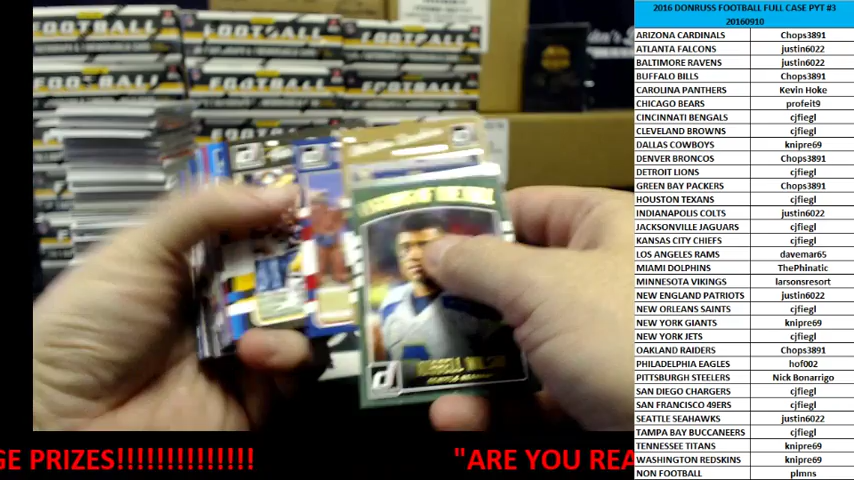 2016 DONRUSS FOOTBALL FULL CASE PYT #3
20160910
ARIZONA CARDINALS Chops3891
ATLANTA FALCONS justin6022
BALTIMORE RAVENS justin6022
BUFFALO BILLS Chops3891
CAROLINA PANTHERS Kevin Hoke
CHICAGO BEARS profeit9
CINCINNATI BENGALS cjfiegl
CLEVELAND BROWNS cjfiegl
DALLAS COWBOYS knipre69
DENVER BRONCOS Chops3891
DETROIT LIONS cjfiegl
GREEN BAY PACKERS Chops3891
HOUSTON TEXANS cjfiegl
INDIANAPOLIS COLTS justin6022
JACKSONVILLE JAGUARS cjfiegl
KANSAS CITY CHIEFS cjfiegl
LOS ANGELES RAMS davemar65
MIAMI DOLPHINS ThePhinatic
MINNESOTA VIKINGS larsonsresort
NEW ENGLAND PATRIOTS justin6022
NEW ORLEANS SAINTS cjfiegl
NEW YORK GIANTS knipre69
NEW YORK JETS cjfiegl
OAKLAND RAIDERS Chops3891
PHILADELPHIA EAGLES hof002
PITTSBURGH STEELERS Nick Bonarrigo
SAN DIEGO CHARGERS cjfiegl
SAN FRANCISCO 49ERS cjfiegl
SEATTLE SEAHAWKS justin6022
TAMPA BAY BUCCANEERS cjfiegl
TENNESSEE TITANS knipre69
WASHINGTON REDSKINS knipre69
NON FOOTBALL plmns
FOOTBALL FOOTBALL FOOTBALL
FOOTBALL FOOTBALL FOOTBALL
RUSSELL WILSON
GE PRIZES!!!!!!!!!!!!!! "ARE YOU REA